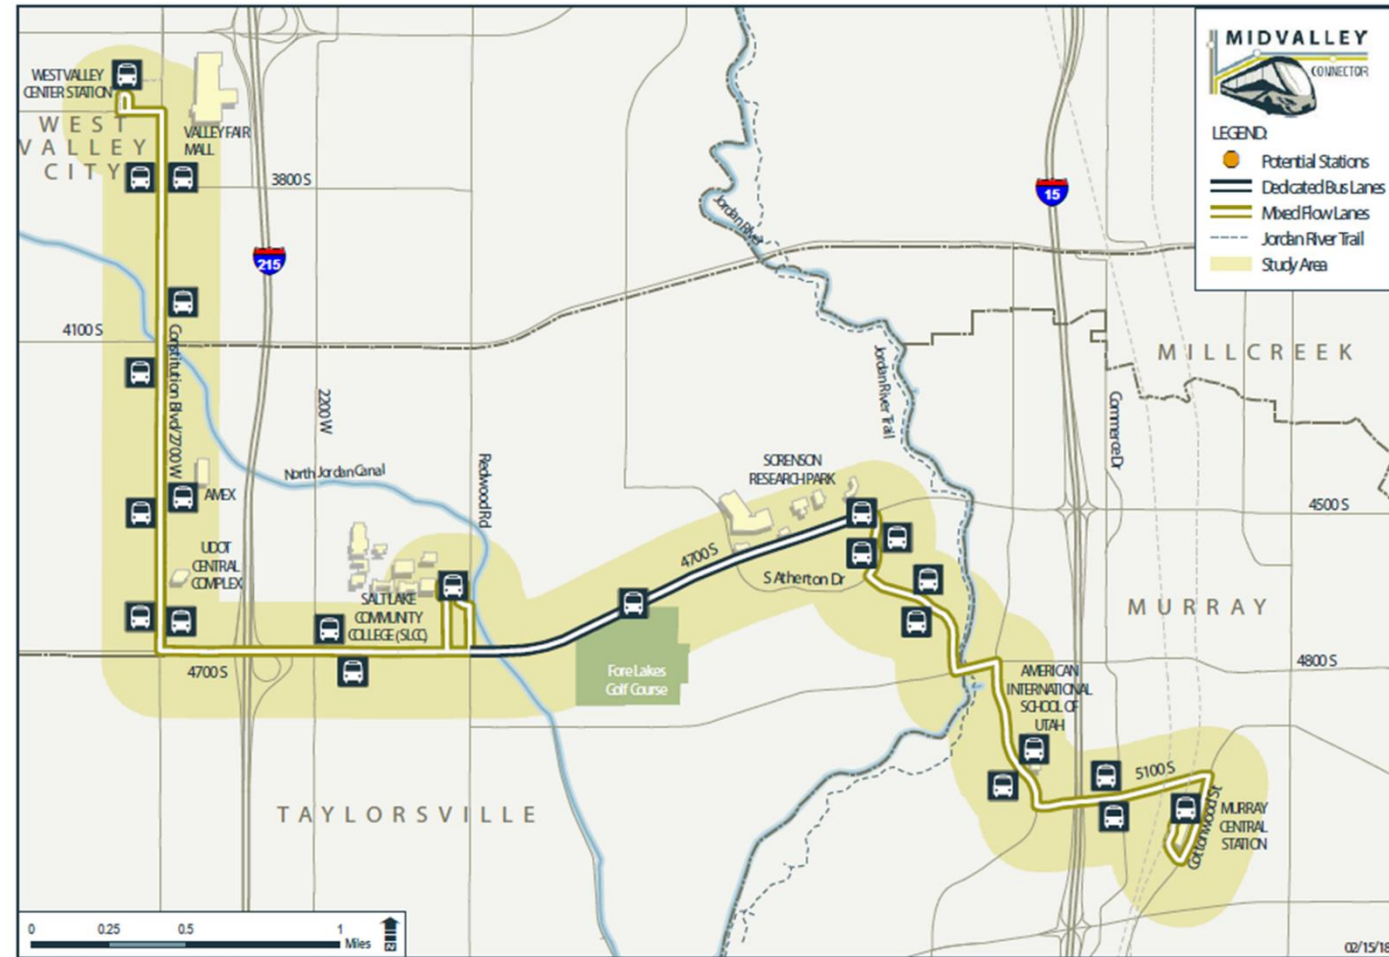 MIDVALLEY
CONNECTOR
LEGEND:
Potential Stations
Dedicated Bus Lanes
Mixed Flow Lanes
Jordan River Trail
Study Area
WEST VALLEY
CENTER STATION
WEST
VALLEY
CITY
VALLEY FAIR
MALL
3800 S
215
15
Jordan River
4100 S
Constitution Blvd/2700 W
2200 W
North Jordan Canal
Redwood Rd
Jordan River Trail
Commerce Dr
MILLCREEK
AMEX
UDOT
CENTRAL
COMPLEX
SORENSON
RESEARCH PARK
4500 S
4700 S
S Atherton Dr
SALT LAKE
COMMUNITY
COLLEGE (SLCC)
MURRAY
4700 S
Fore Lakes
Golf Course
4800 S
AMERICAN
INTERNATIONAL
SCHOOL OF
UTAH
5100 S
Cottonwood St
MURRAY
CENTRAL
STATION
TAYLORSVILLE
0 0.25 0.5 1
Miles
N
02/15/18